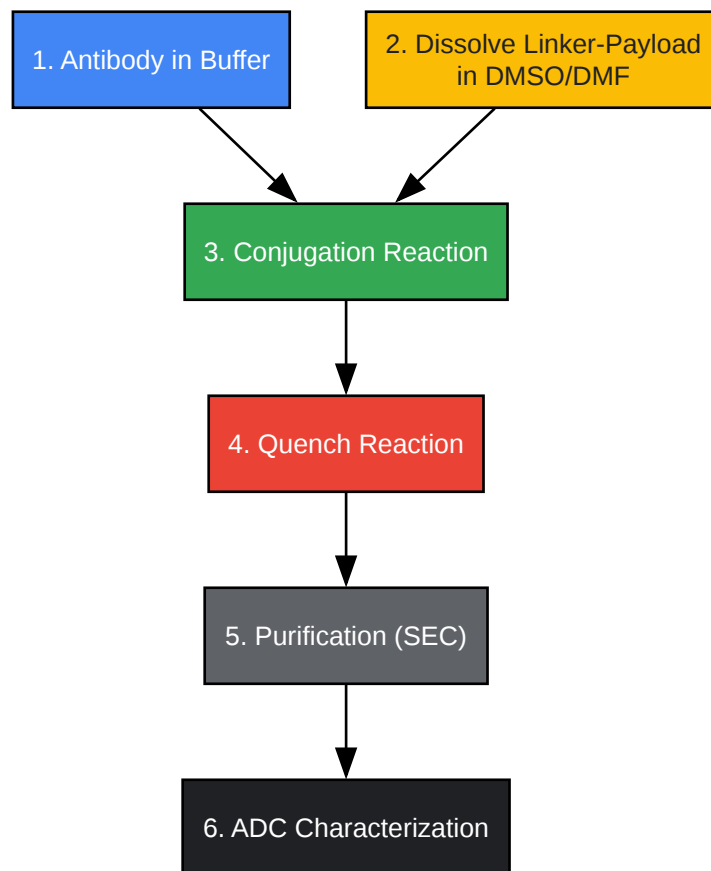 1. Antibody in Buffer
2. Dissolve Linker-Payload
in DMSO/DMF
3. Conjugation Reaction
4. Quench Reaction
5. Purification (SEC)
6. ADC Characterization